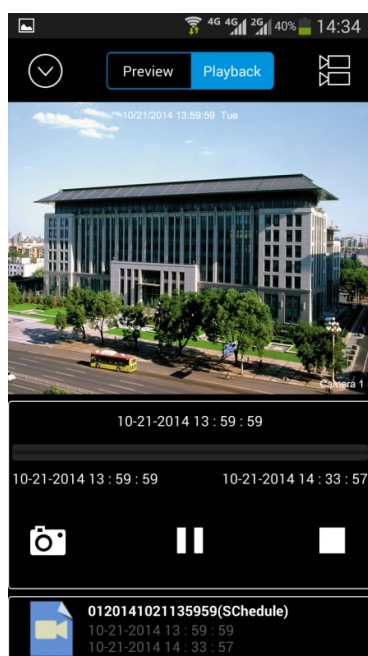 4G 4G 2G 40% 14:34
Preview Playback
10/21/2014 13:59:59 Tue
Camera 1
10-21-2014 13 : 59 : 59
10-21-2014 13 : 59 : 59 10-21-2014 14 : 33 : 57
0120141021135959(SChedule)
10-21-2014 13 : 59 : 59
10-21-2014 14 : 33 : 57